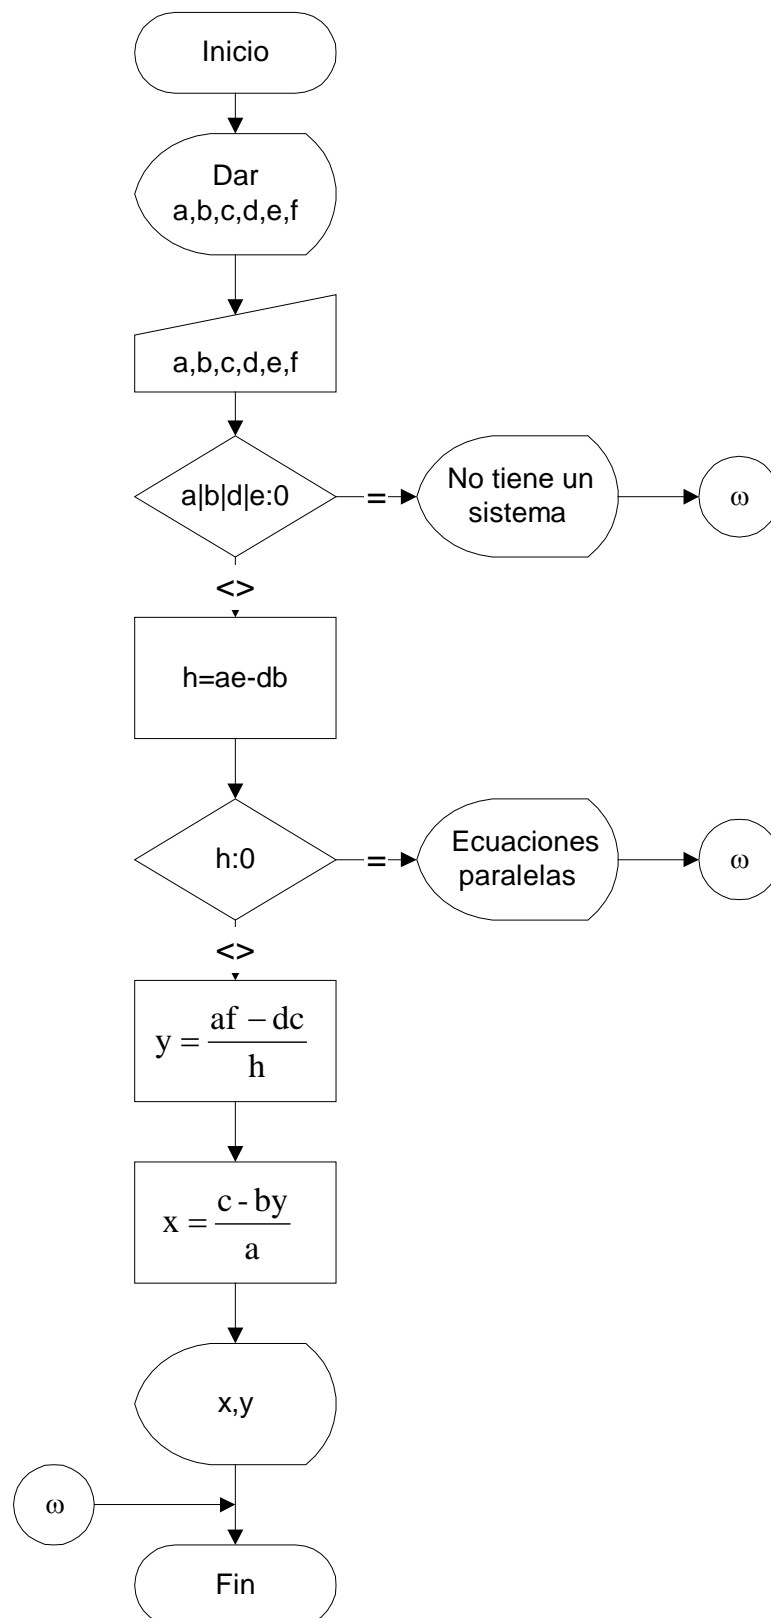 Inicio
Dar
a,b,c,d,e,f
a,b,c,d,e,f
a|b|d|e:0
=
No tiene un
sistema
ω
<>
h=ae-db
h:0
=
Ecuaciones
paralelas
ω
<>
y = af – dc / h
x = c - by / a
x,y
ω
Fin